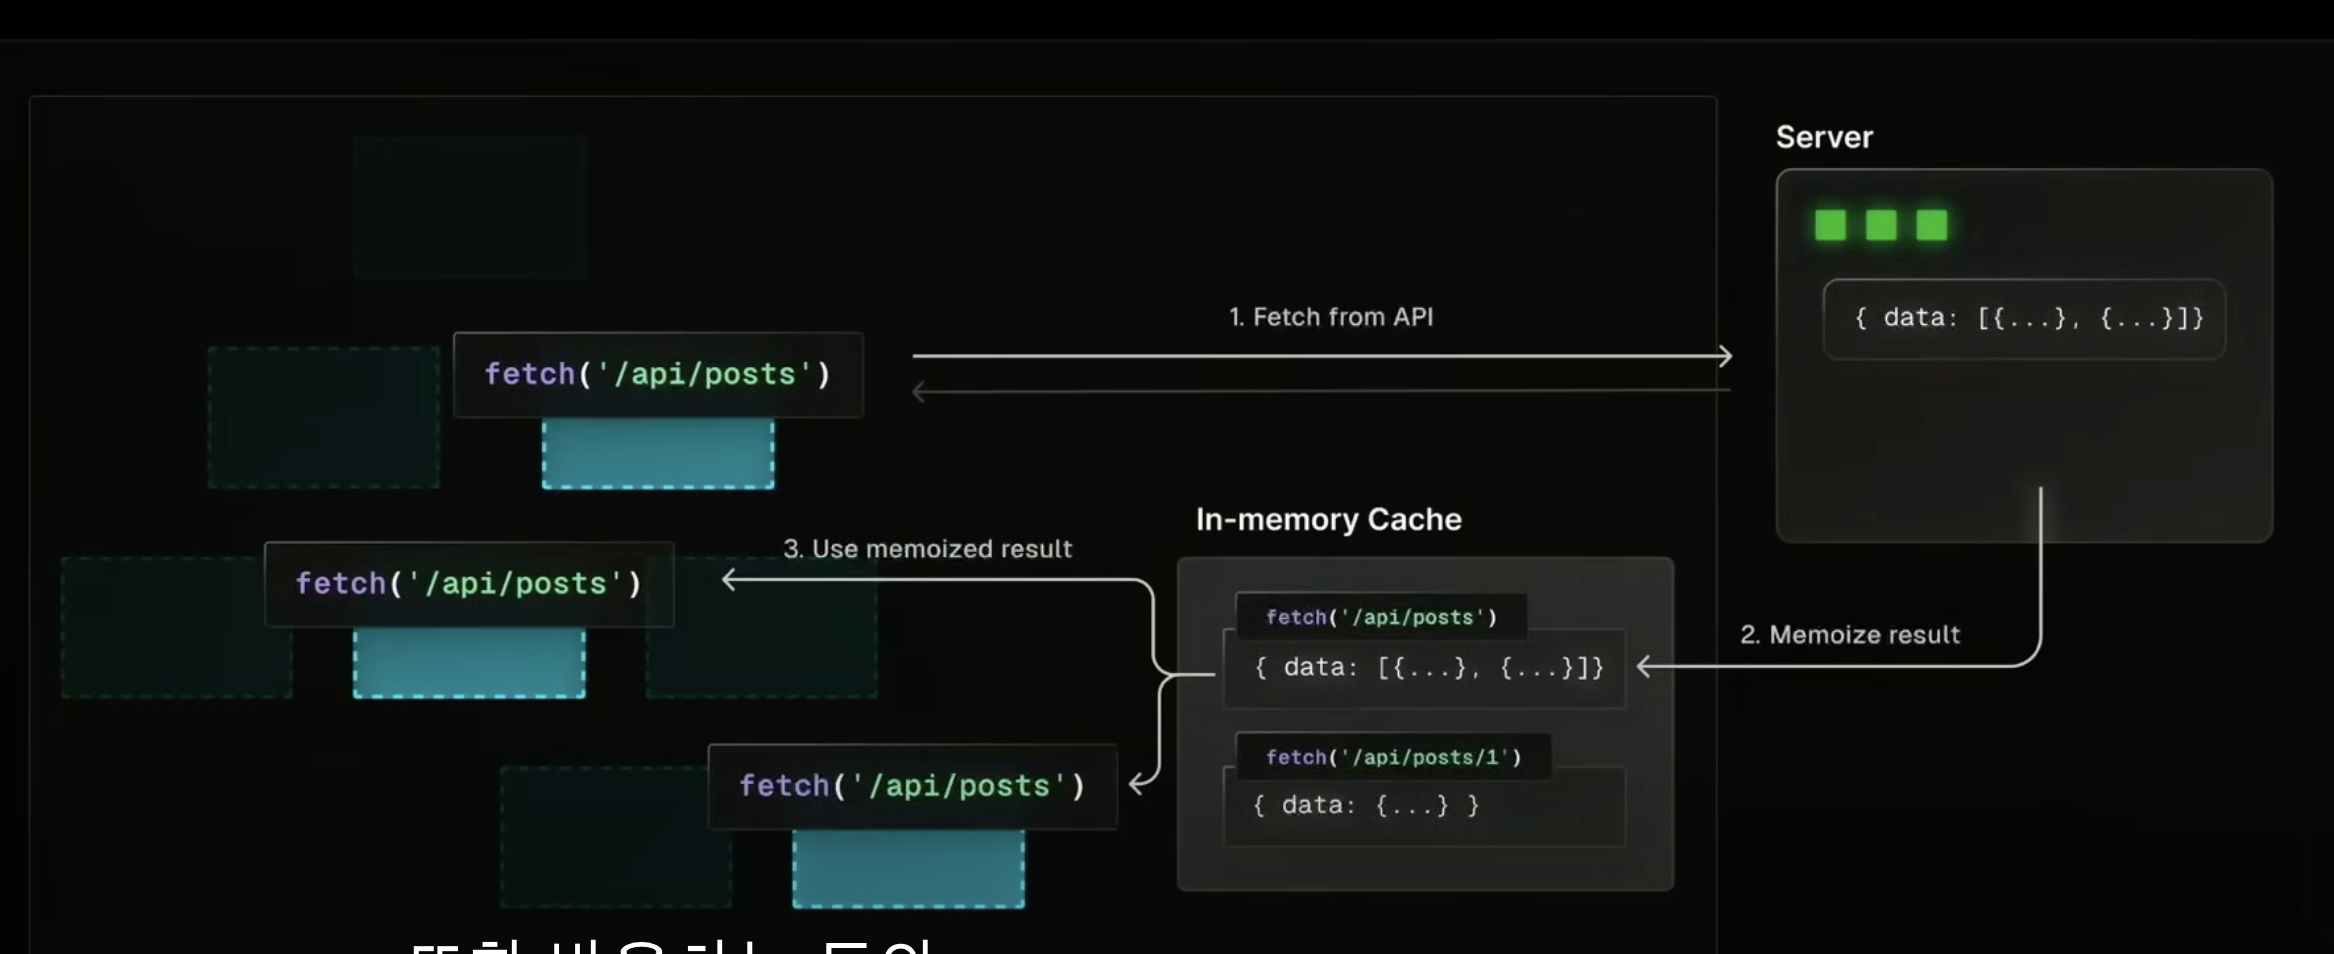 Server
{ data: [{...}, {...}]}
1. Fetch from API
fetch('/api/posts')
In-memory Cache
3. Use memoized result
fetch('/api/posts')
fetch('/api/posts')
{ data: [{...}, {...}]}
2. Memoize result
fetch('/api/posts/1')
{ data: {...} }
fetch('/api/posts')